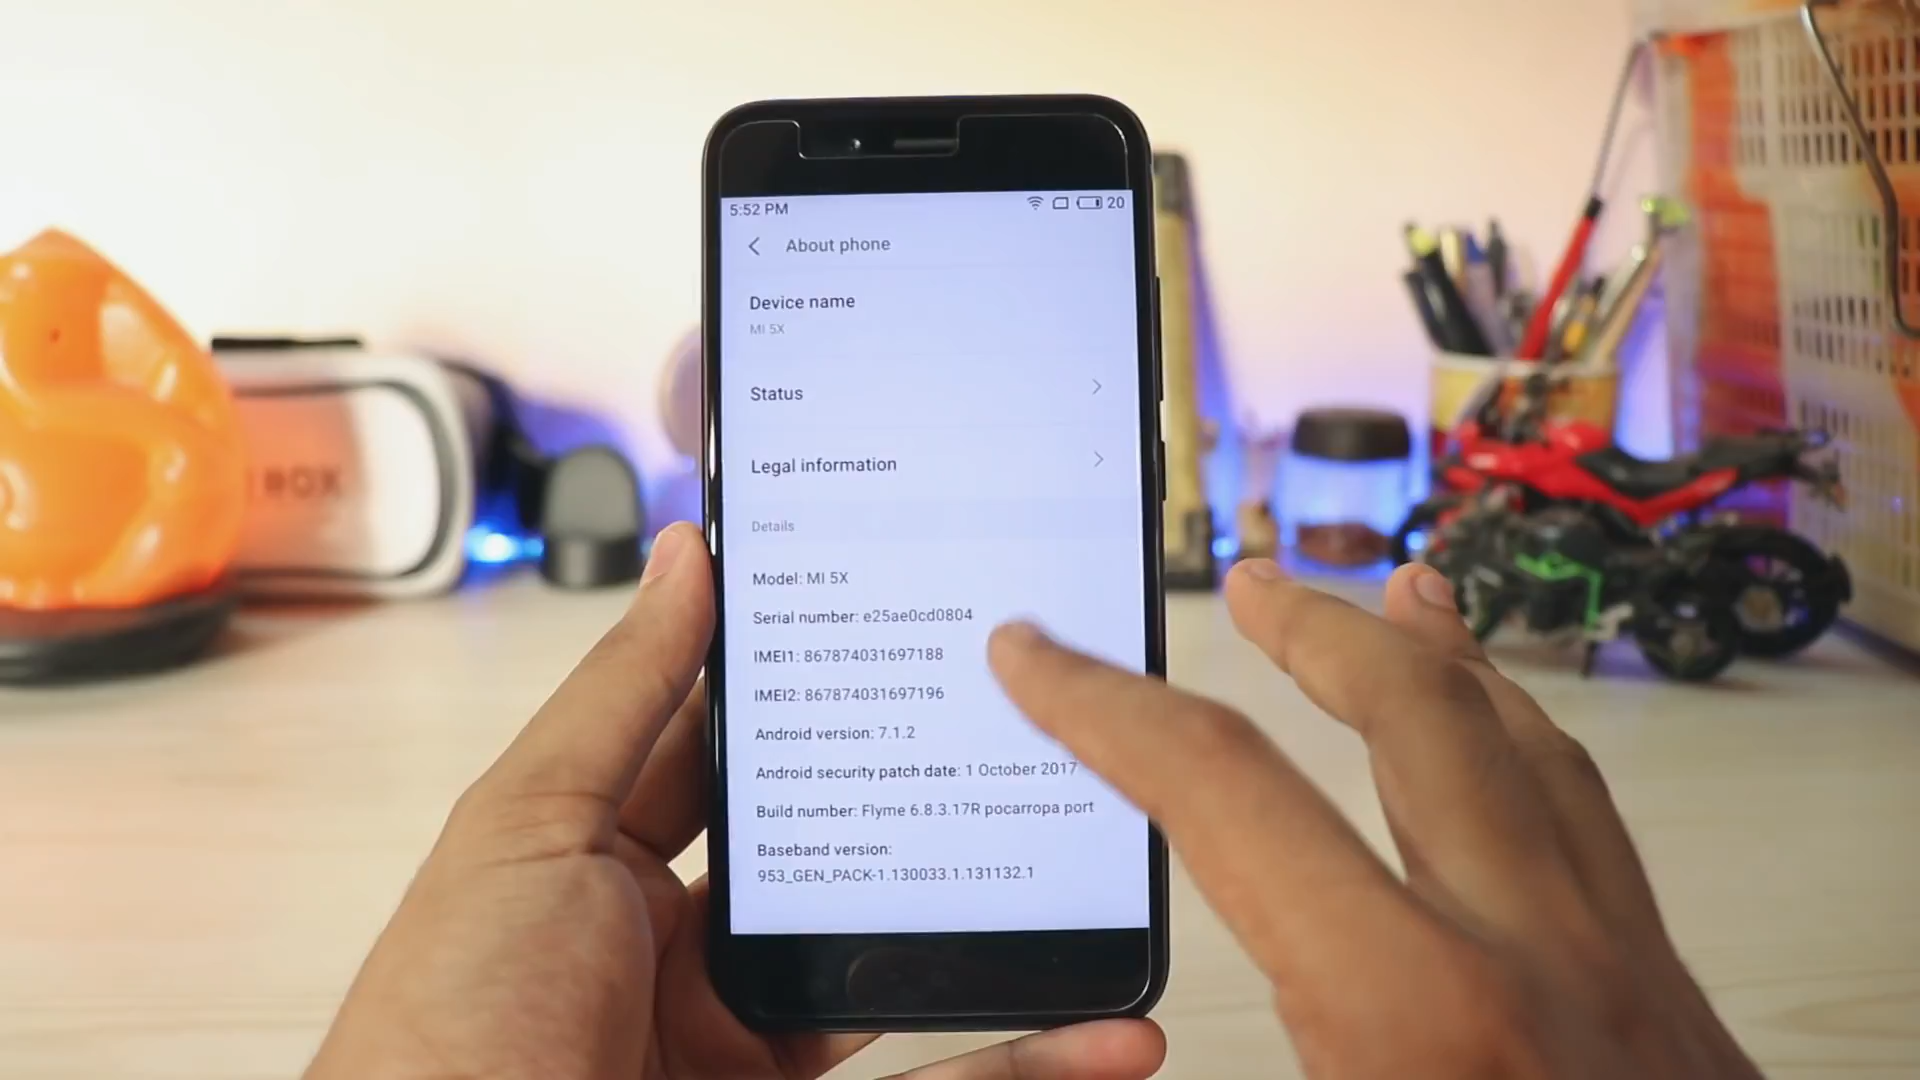 5:52 PM
20
About phone
Device name
MI 5X
Status
Legal information
Details
Model: MI 5X
Serial number: e25ae0cd0804
IMEI1: 867874031697188
IMEI2: 867874031697196
Android version: 7.1.2
Android security patch date: 1 October 2017
Build number: Flyme 6.8.3.17R pocarropa port
Baseband version:
953_GEN_PACK-1.130033.1.131132.1
BOX